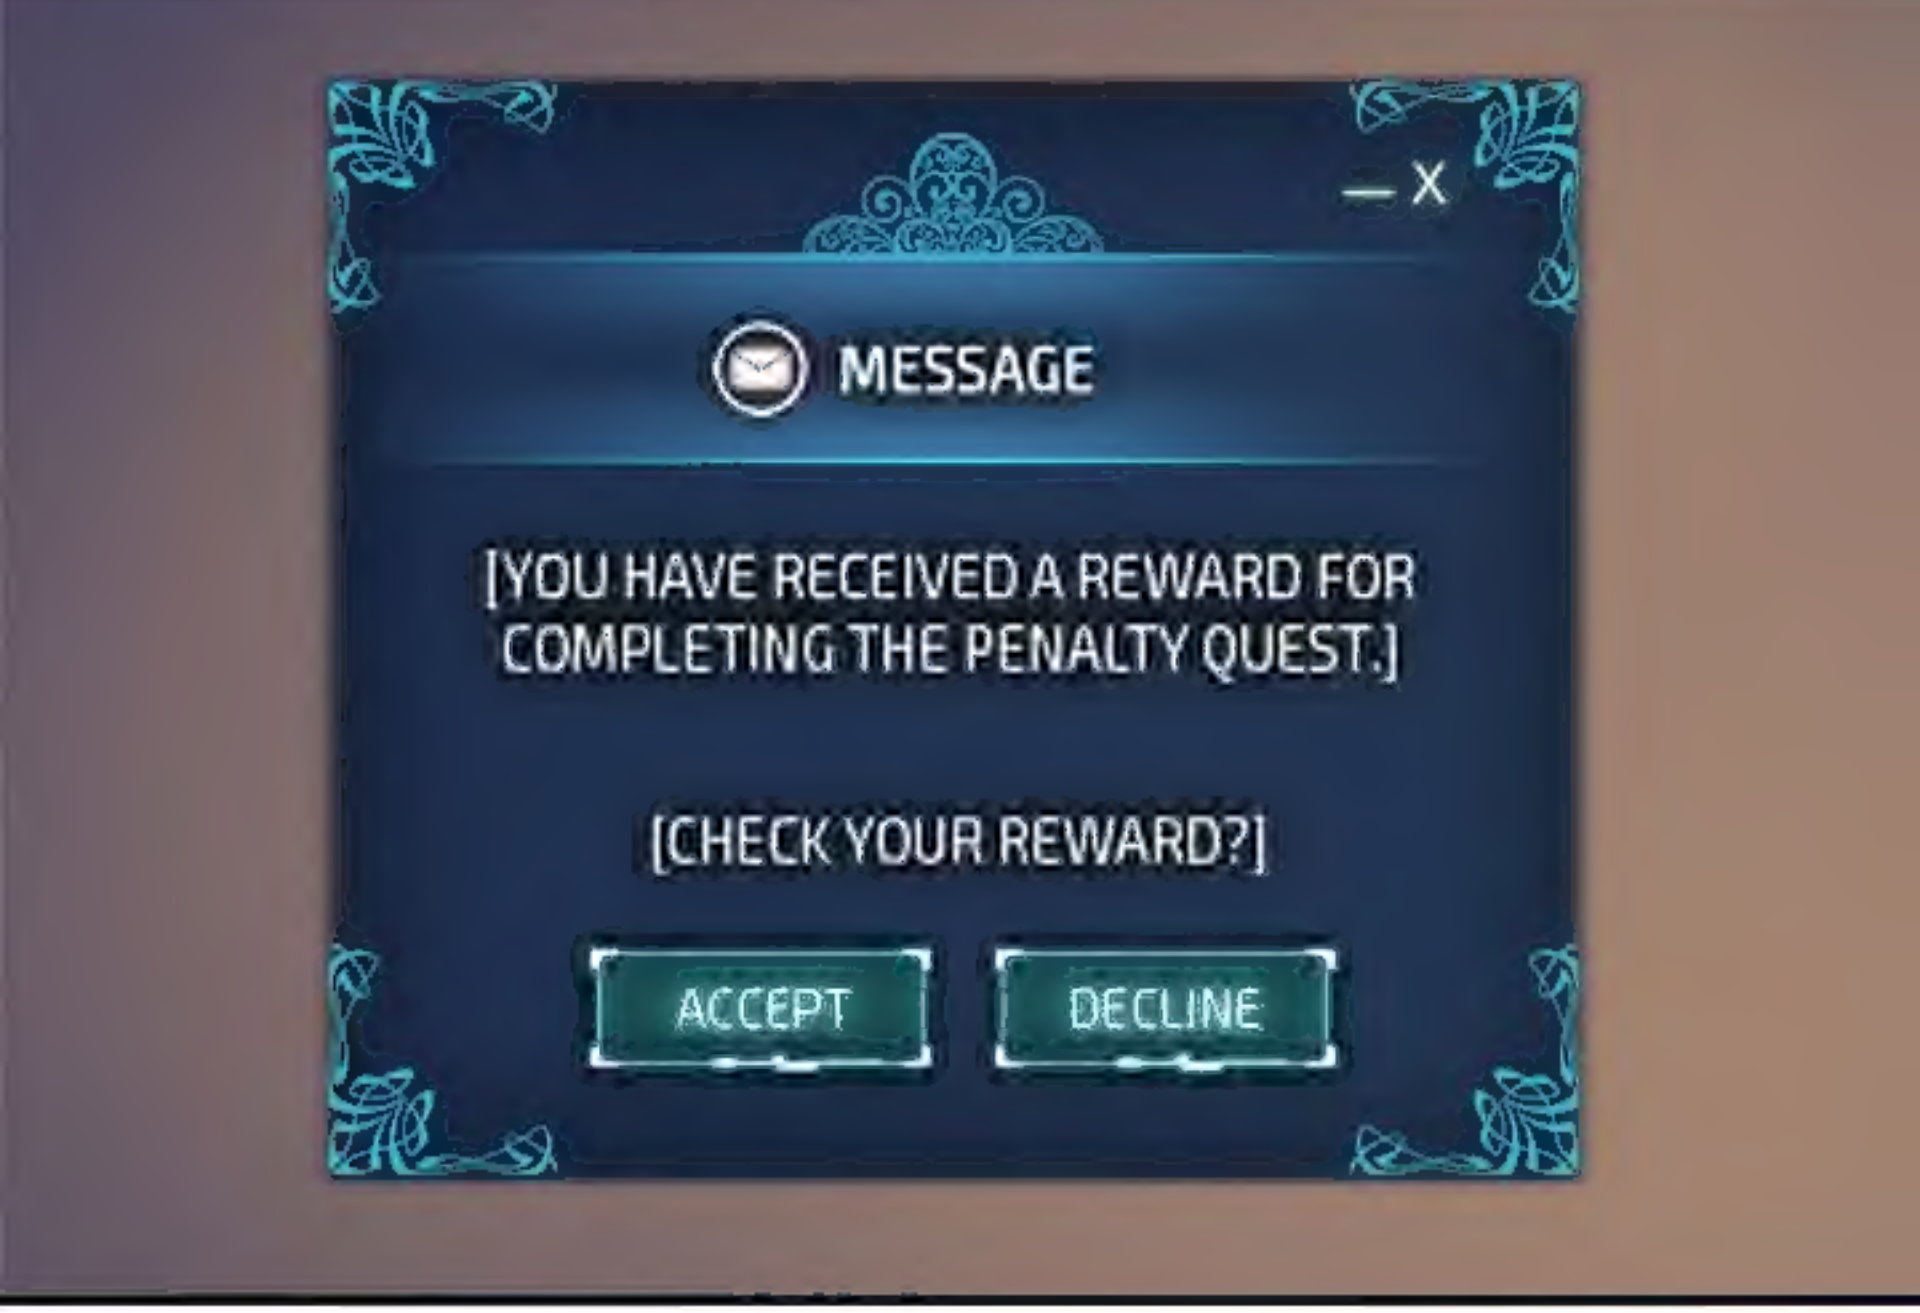 — X
MESSAGE
[YOU HAVE RECEIVED A REWARD FOR
COMPLETING THE PENALTY QUEST.]
[CHECK YOUR REWARD?]
ACCEPT DECLINE